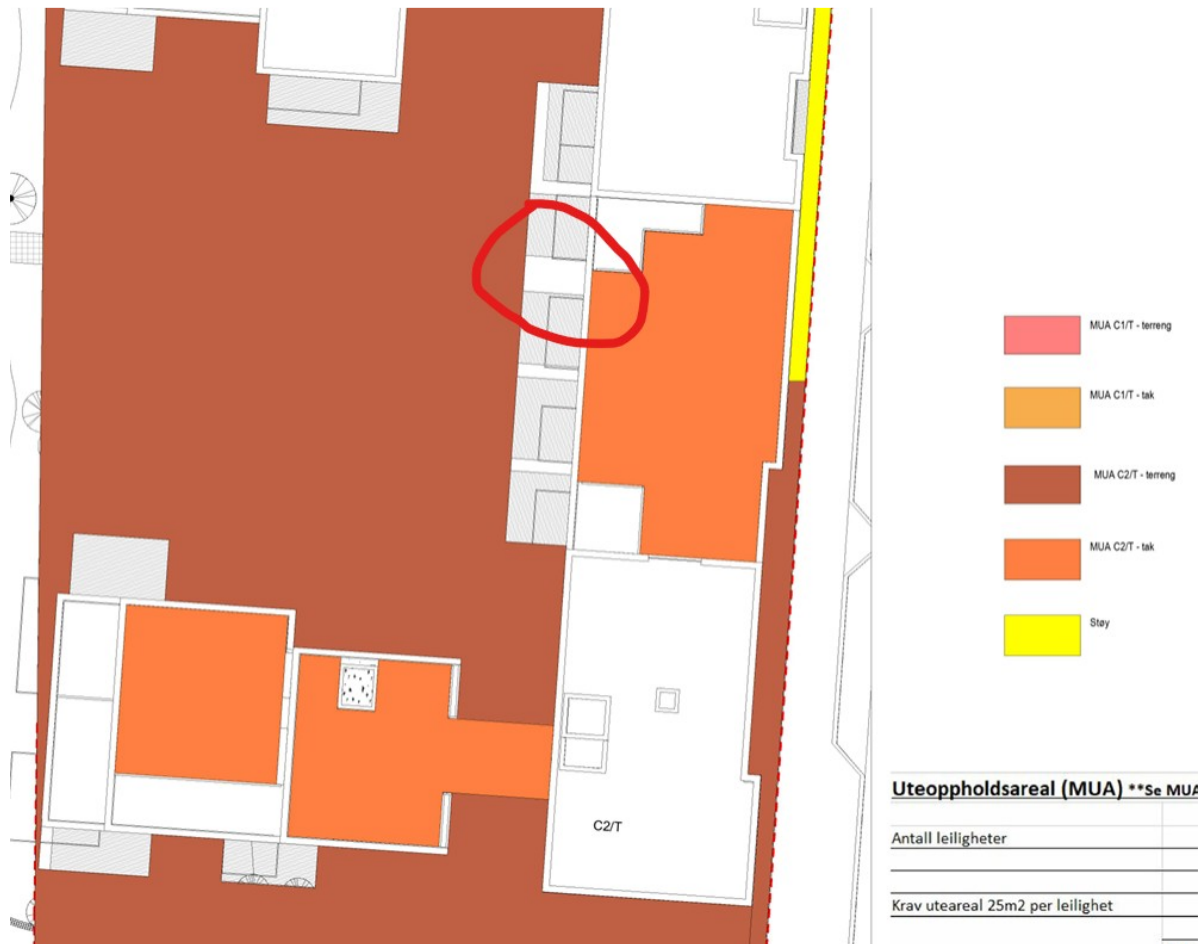 MUA C1/T - terreng
MUA C1/T - tak
MUA C2/T - terreng
MUA C2/T - tak
Støy
C2/T
Uteoppholdsareal (MUA) **Se MUA
Antall leiligheter
Krav uteareal 25m2 per leilighet